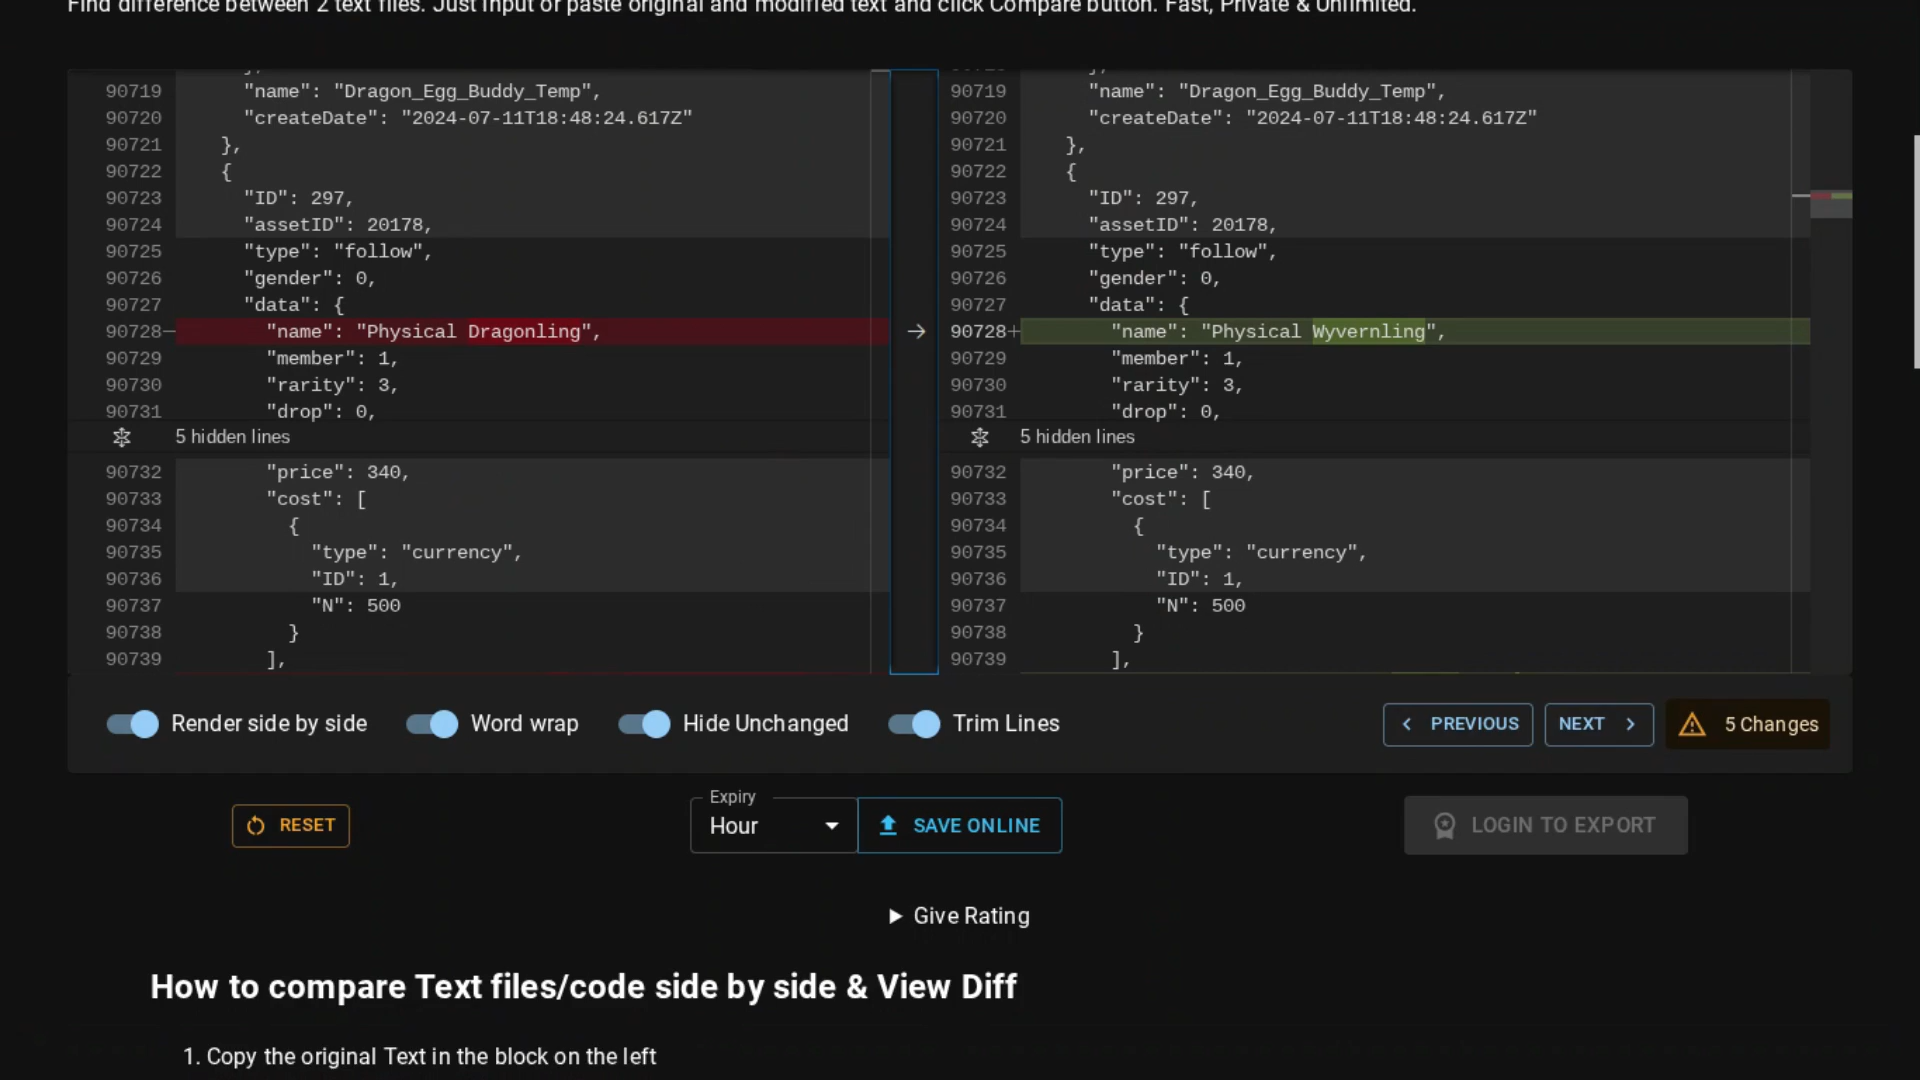 Find difference between 2 text files. Just Input or paste original and modified text and click Compare button. Fast, Private & Unlimited.
90719 "name": "Dragon_Egg_Buddy_Temp",
90720 "createDate": "2024-07-11T18:48:24.617Z"
90721 },
90722 {
90723 "ID": 297,
90724 "assetID": 20178,
90725 "type": "follow",
90726 "gender": 0,
90727 "data": {
90728— "name": "Physical Dragonling",
90729 "member": 1,
90730 "rarity": 3,
90731 "drop": 0,
5 hidden lines
90732 "price": 340,
90733 "cost": [
90734 {
90735 "type": "currency",
90736 "ID": 1,
90737 "N": 500
90738 }
90739 ],
90719 "name": "Dragon_Egg_Buddy_Temp",
90720 "createDate": "2024-07-11T18:48:24.617Z"
90721 },
90722 {
90723 "ID": 297,
90724 "assetID": 20178,
90725 "type": "follow",
90726 "gender": 0,
90727 "data": {
90728+ "name": "Physical Wyvernling",
90729 "member": 1,
90730 "rarity": 3,
90731 "drop": 0,
5 hidden lines
90732 "price": 340,
90733 "cost": [
90734 {
90735 "type": "currency",
90736 "ID": 1,
90737 "N": 500
90738 }
90739 ],
Render side by side
Word wrap
Hide Unchanged
Trim Lines
PREVIOUS
NEXT
5 Changes
RESET
Expiry
Hour
SAVE ONLINE
LOGIN TO EXPORT
Give Rating
How to compare Text files/code side by side & View Diff
1. Copy the original Text in the block on the left